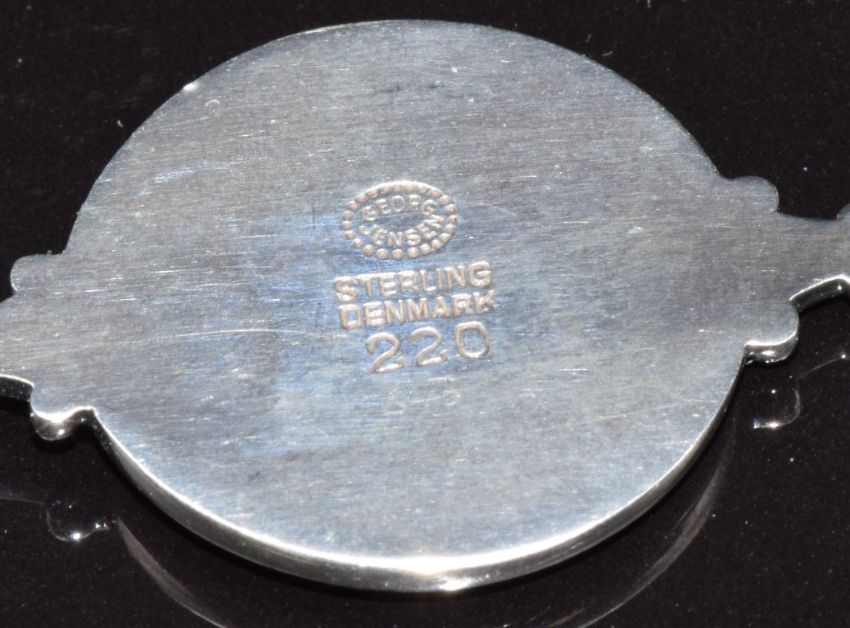 GEORG
JENSEN
STERLING
DENMARK
220